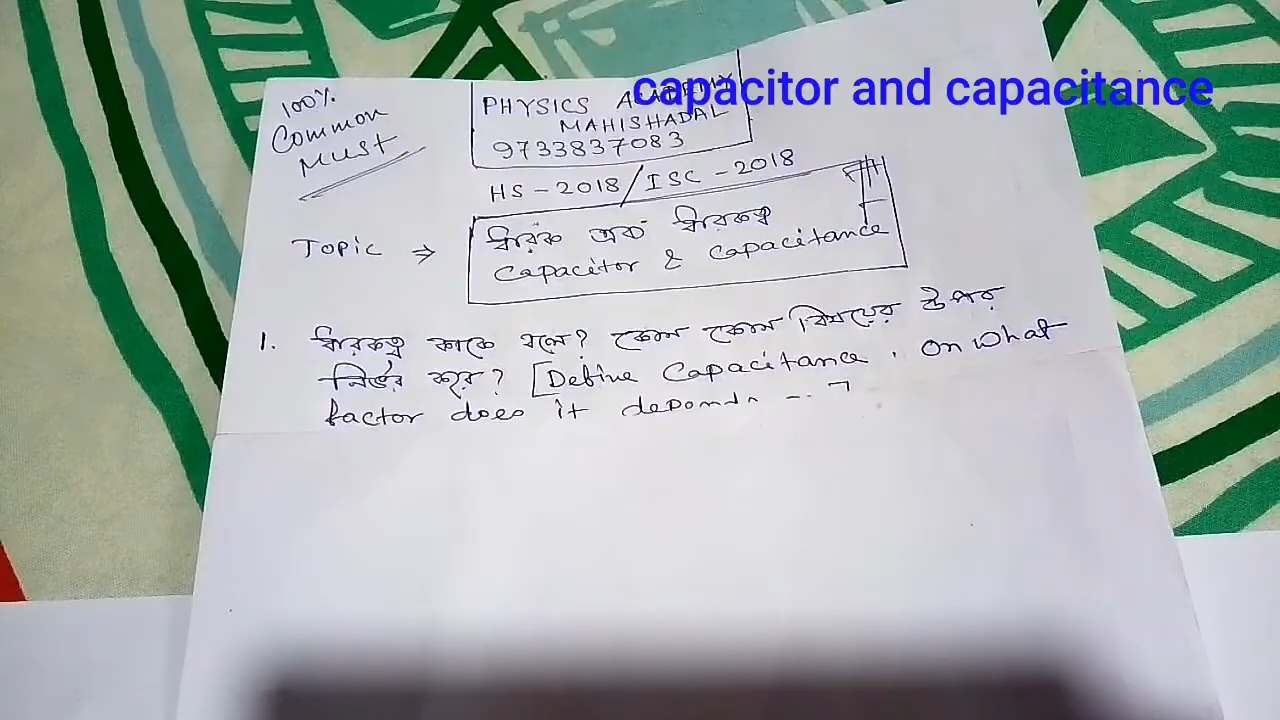 capacitor and capacitance
100%
Common
Must
PHYSICS ACADEMY
MAHISHADAL
9733837083
HS - 2018 / ISC - 2018
Topic ⇒
ধারক এবং ধারকত্ব
Capacitor & Capacitance
1. ধারকত্ব কাকে বলে? কোন কোন বিষয়ের উপর
নির্ভর করে? [Define Capacitance. On what
factor does it